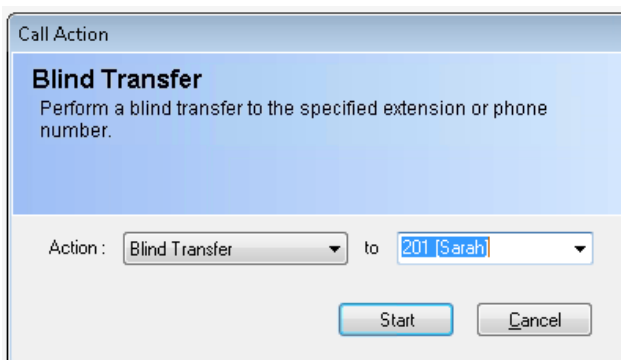 Call Action
Blind Transfer
Perform a blind transfer to the specified extension or phone
number.
Action : Blind Transfer to 201 [Sarah]
Start Cancel